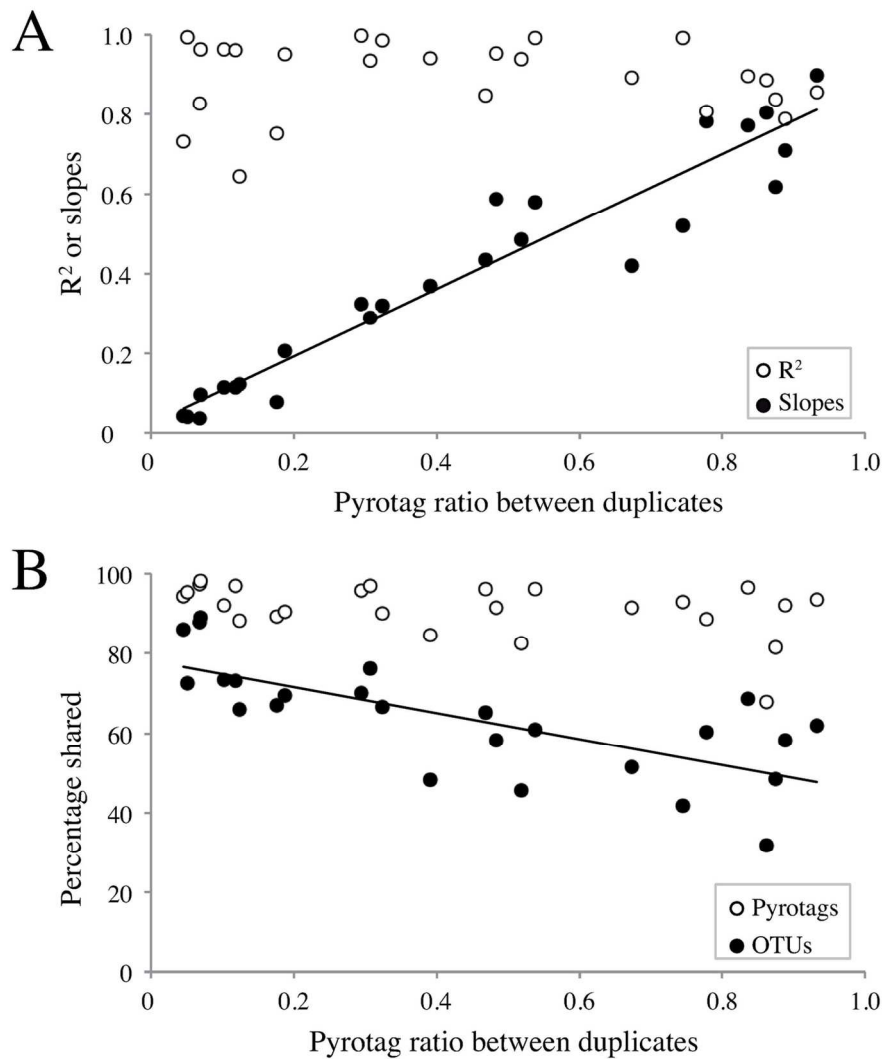 A
1.0
0.8
0.6
0.4
0.2
0
R² or slopes
R²
Slopes
0 0.2 0.4 0.6 0.8 1.0
Pyrotag ratio between duplicates
B
100
80
60
40
20
0
Percentage shared
Pyrotags
OTUs
0 0.2 0.4 0.6 0.8 1.0
Pyrotag ratio between duplicates